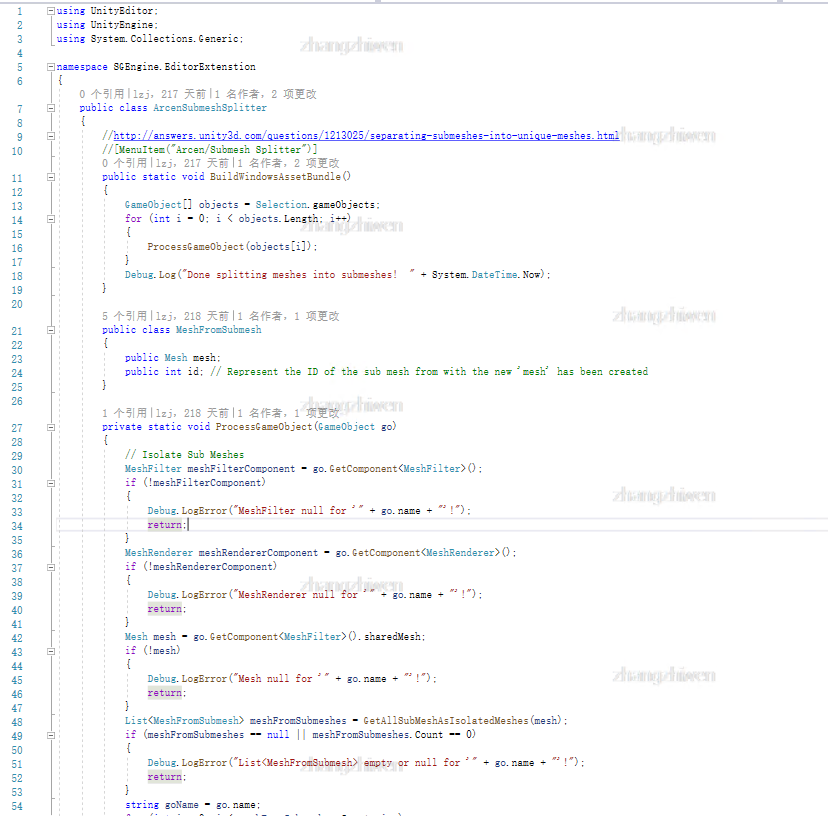 1 using UnityEditor;
2 using UnityEngine;
3 using System.Collections.Generic;
zhangzhiwen
4
5 namespace SGEngine.EditorExtenstion
6 {
0 个引用|lzj，217 天前|1 名作者，2 项更改
7 public class ArcenSubmeshSplitter
8 {
9 //http://answers.unity3d.com/questions/1213025/separating-submeshes-into-unique-meshes.html
zhangzhiwen
10 //[MenuItem("Arcen/Submesh Splitter")]
0 个引用|lzj，217 天前|1 名作者，2 项更改
11 public static void BuildWindowsAssetBundle()
12 {
13 GameObject[] objects = Selection.gameObjects;
14 for (int i = 0; i < objects.Length; i++)
zhangzhiwen
15 {
16 ProcessGameObject(objects[i]);
17 }
18 Debug.Log("Done splitting meshes into submeshes!  " + System.DateTime.Now);
19 }
20
5 个引用|lzj，218 天前|1 名作者，1 项更改
zhangzhiwen
21 public class MeshFromSubmesh
22 {
23 public Mesh mesh;
24 public int id; // Represent the ID of the sub mesh from with the new 'mesh' has been created
25 }
26
zhangzhiwen
1 个引用|lzj，218 天前|1 名作者，1 项更改
27 private static void ProcessGameObject(GameObject go)
28 {
29 // Isolate Sub Meshes
30 MeshFilter meshFilterComponent = go.GetComponent<MeshFilter>();
31 if (!meshFilterComponent)
32 {
zhangzhiwen
33 Debug.LogError("MeshFilter null for '" + go.name + "'!");
34 return;
35 }
36 MeshRenderer meshRendererComponent = go.GetComponent<MeshRenderer>();
37 if (!meshRendererComponent)
38 {
zhangzhiwen
39 Debug.LogError("MeshRenderer null for '" + go.name + "'!");
40 return;
41 }
42 Mesh mesh = go.GetComponent<MeshFilter>().sharedMesh;
43 if (!mesh)
44 {
zhangzhiwen
45 Debug.LogError("Mesh null for '" + go.name + "'!");
46 return;
47 }
48 List<MeshFromSubmesh> meshFromSubmeshes = GetAllSubMeshAsIsolatedMeshes(mesh);
49 if (meshFromSubmeshes == null || meshFromSubmeshes.Count == 0)
50 {
51 Debug.LogError("List<MeshFromSubmesh> empty or null for '" + go.name + "'!");
zhangzhiwen
52 return;
53 }
54 string goName = go.name;